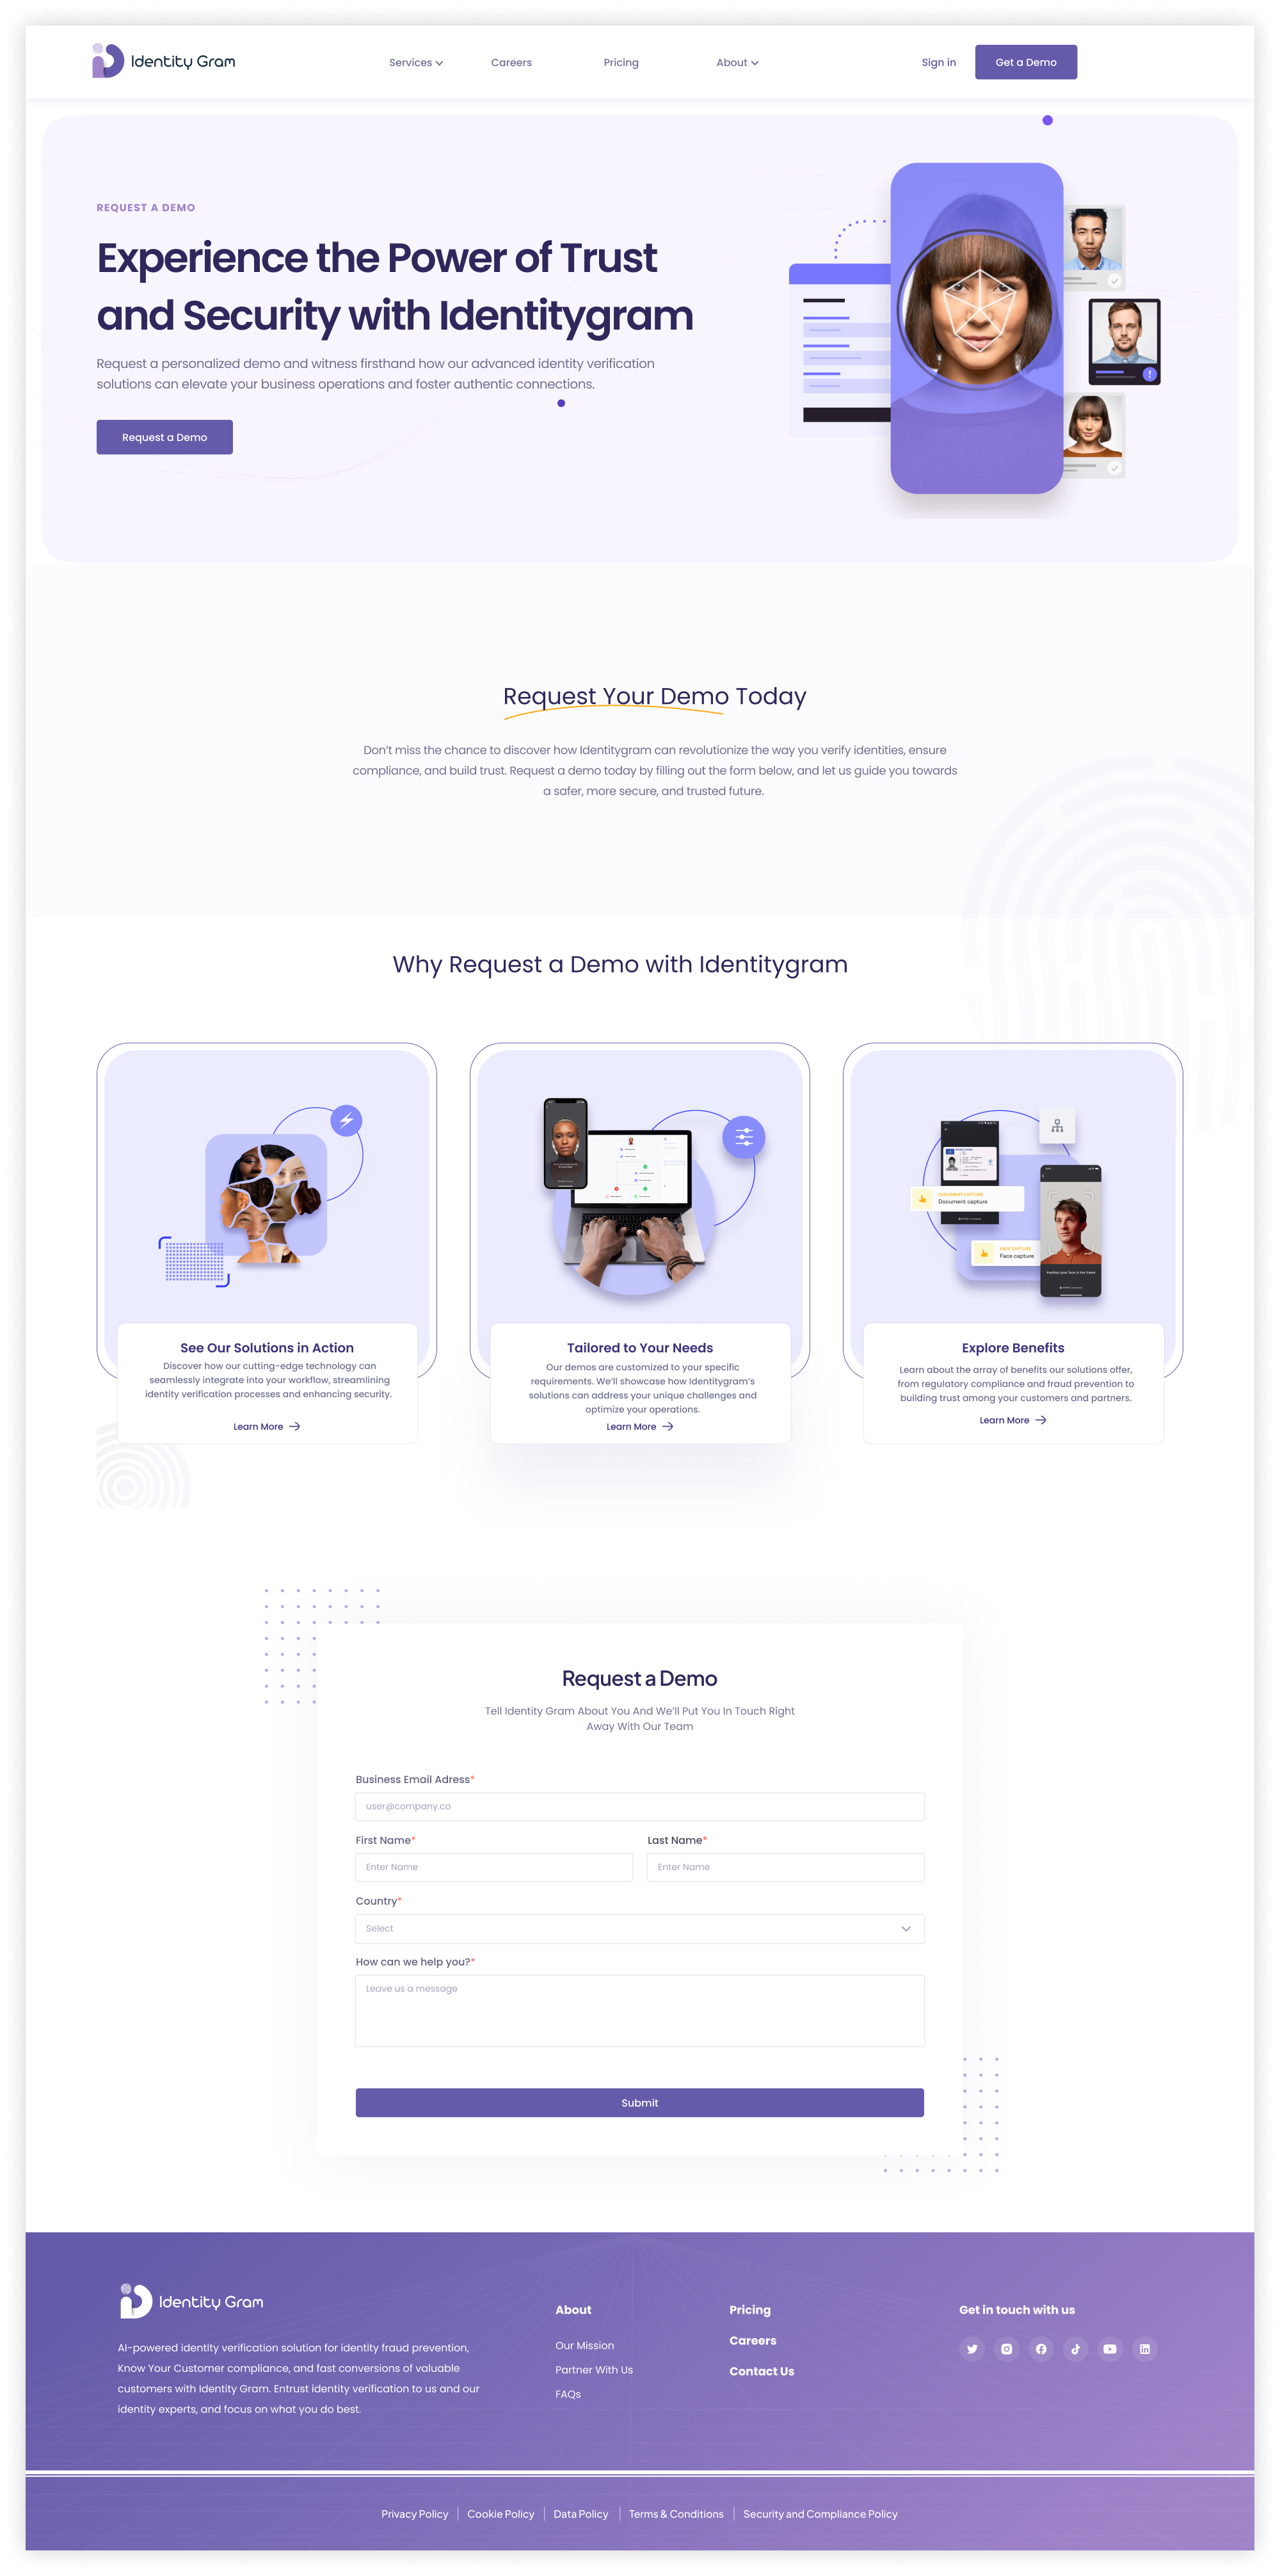 Identity Gram
Services
Careers
Pricing
About
Sign in
Get a Demo
REQUEST A DEMO
Experience the Power of Trust
and Security with Identitygram
Request a personalized demo and witness firsthand how our advanced identity verification
solutions can elevate your business operations and foster authentic connections.
Request a Demo
Request Your Demo Today
Don't miss the chance to discover how Identitygram can revolutionize the way you verify identities, ensure
compliance, and build trust. Request a demo today by filling out the form below, and let us guide you towards
a safer, more secure, and trusted future.
Why Request a Demo with Identitygram
See Our Solutions in Action
Discover how our cutting-edge technology can
seamlessly integrate into your workflow, streamlining
identity verification processes and enhancing security.
Learn More
Tailored to Your Needs
Our demos are customized to your specific
requirements. We'll showcase how Identitygram's
solutions can address your unique challenges and
optimize your operations.
Learn More
DOCUMENT CAPTURE
Document capture
FACE CAPTURE
Face capture
Position your face in the frame
Explore Benefits
Learn about the array of benefits our solutions offer,
from regulatory compliance and fraud prevention to
building trust among your customers and partners.
Learn More
Request a Demo
Tell Identity Gram About You And We'll Put You In Touch Right
Away With Our Team
Business Email Adress*
user@company.co
First Name*
Last Name*
Enter Name
Enter Name
Country*
Select
How can we help you?*
Leave us a message
Submit
Identity Gram
AI-powered identity verification solution for identity fraud prevention,
Know Your Customer compliance, and fast conversions of valuable
customers with Identity Gram. Entrust identity verification to us and our
identity experts, and focus on what you do best.
About
Our Mission
Partner With Us
FAQs
Pricing
Careers
Contact Us
Get in touch with us
Privacy Policy
Cookie Policy
Data Policy
Terms & Conditions
Security and Compliance Policy